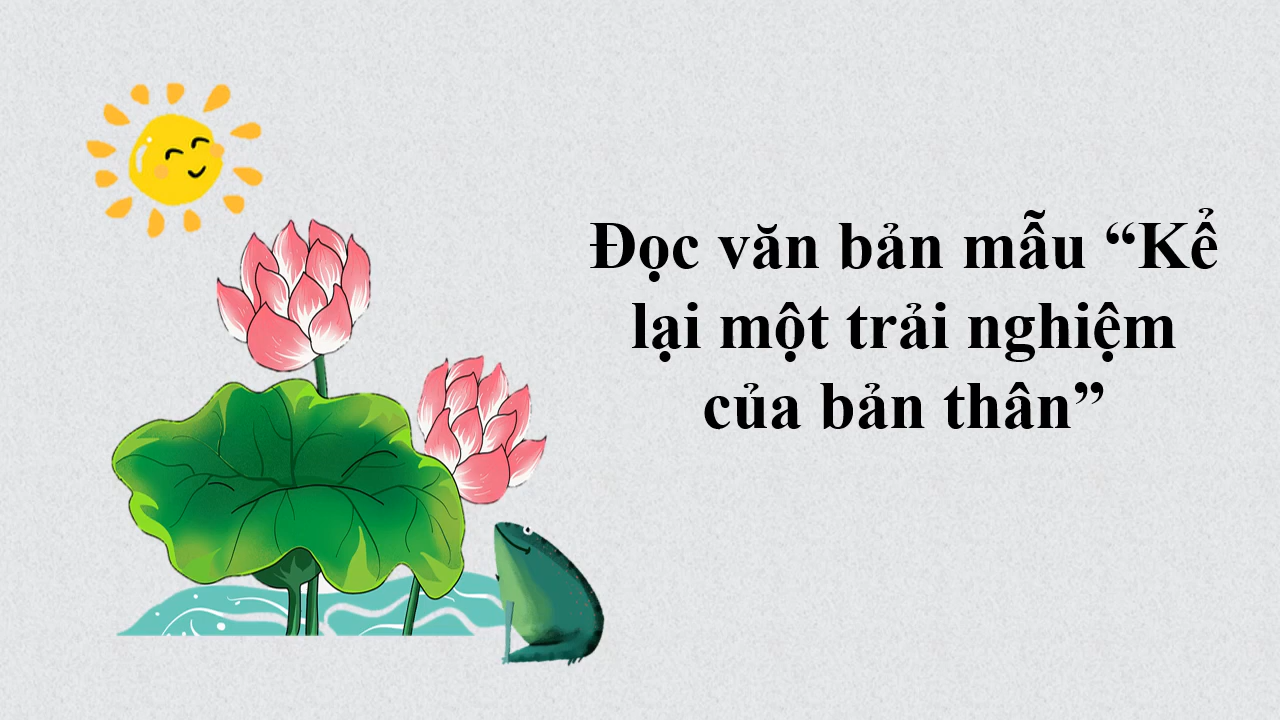 Đọc văn bản mẫu “Kể
lại một trải nghiệm
của bản thân”